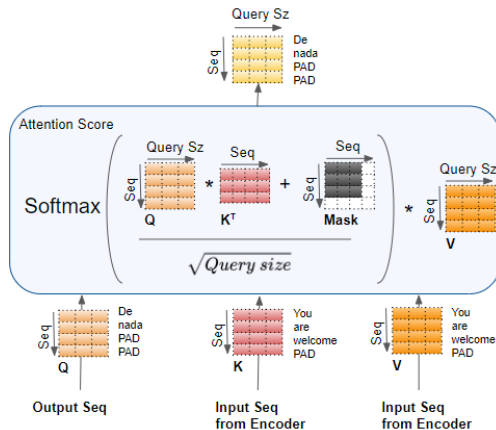 Query Sz
Seq
De
nada
PAD
PAD
Attention Score
Softmax
Query Sz
Seq
Q
*
Seq
Kᵀ
+
Seq
Seq
Mask
√Query size
*
Query Sz
Seq
V
Seq
Q
De
nada
PAD
PAD
Seq
K
You
are
welcome
PAD
Seq
V
You
are
welcome
PAD
Output Seq
Input Seq
from Encoder
Input Seq
from Encoder